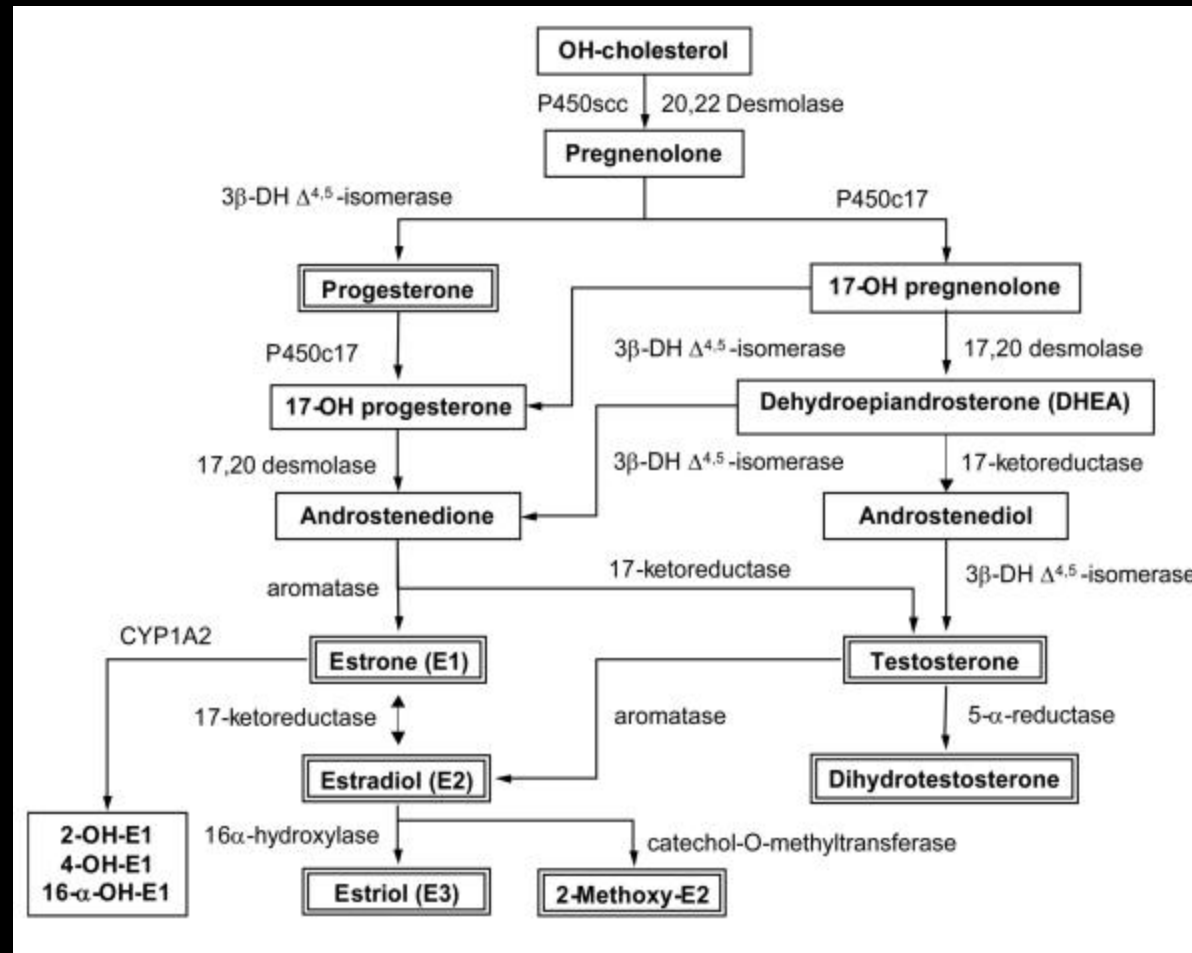 OH-cholesterol
P450scc
20,22 Desmolase
Pregnenolone
3β-DH Δ4,5-isomerase
P450c17
Progesterone
17-OH pregnenolone
P450c17
3β-DH Δ4,5-isomerase
17,20 desmolase
17-OH progesterone
Dehydroepiandrosterone (DHEA)
17,20 desmolase
3β-DH Δ4,5-isomerase
17-ketoreductase
Androstenedione
Androstenediol
aromatase
17-ketoreductase
3β-DH Δ4,5-isomerase
CYP1A2
Estrone (E1)
Testosterone
17-ketoreductase
aromatase
5-α-reductase
Estradiol (E2)
Dihydrotestosterone
2-OH-E1
4-OH-E1
16-α-OH-E1
16α-hydroxylase
catechol-O-methyltransferase
Estriol (E3)
2-Methoxy-E2